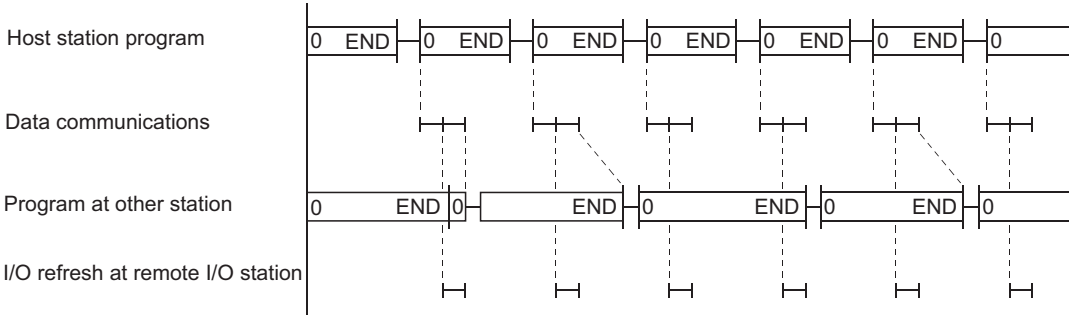 Host station program
0 END 0 END 0 END 0 END 0 END 0 END 0
Data communications
Program at other station
0 END 0 END 0 END 0 END 0
I/O refresh at remote I/O station